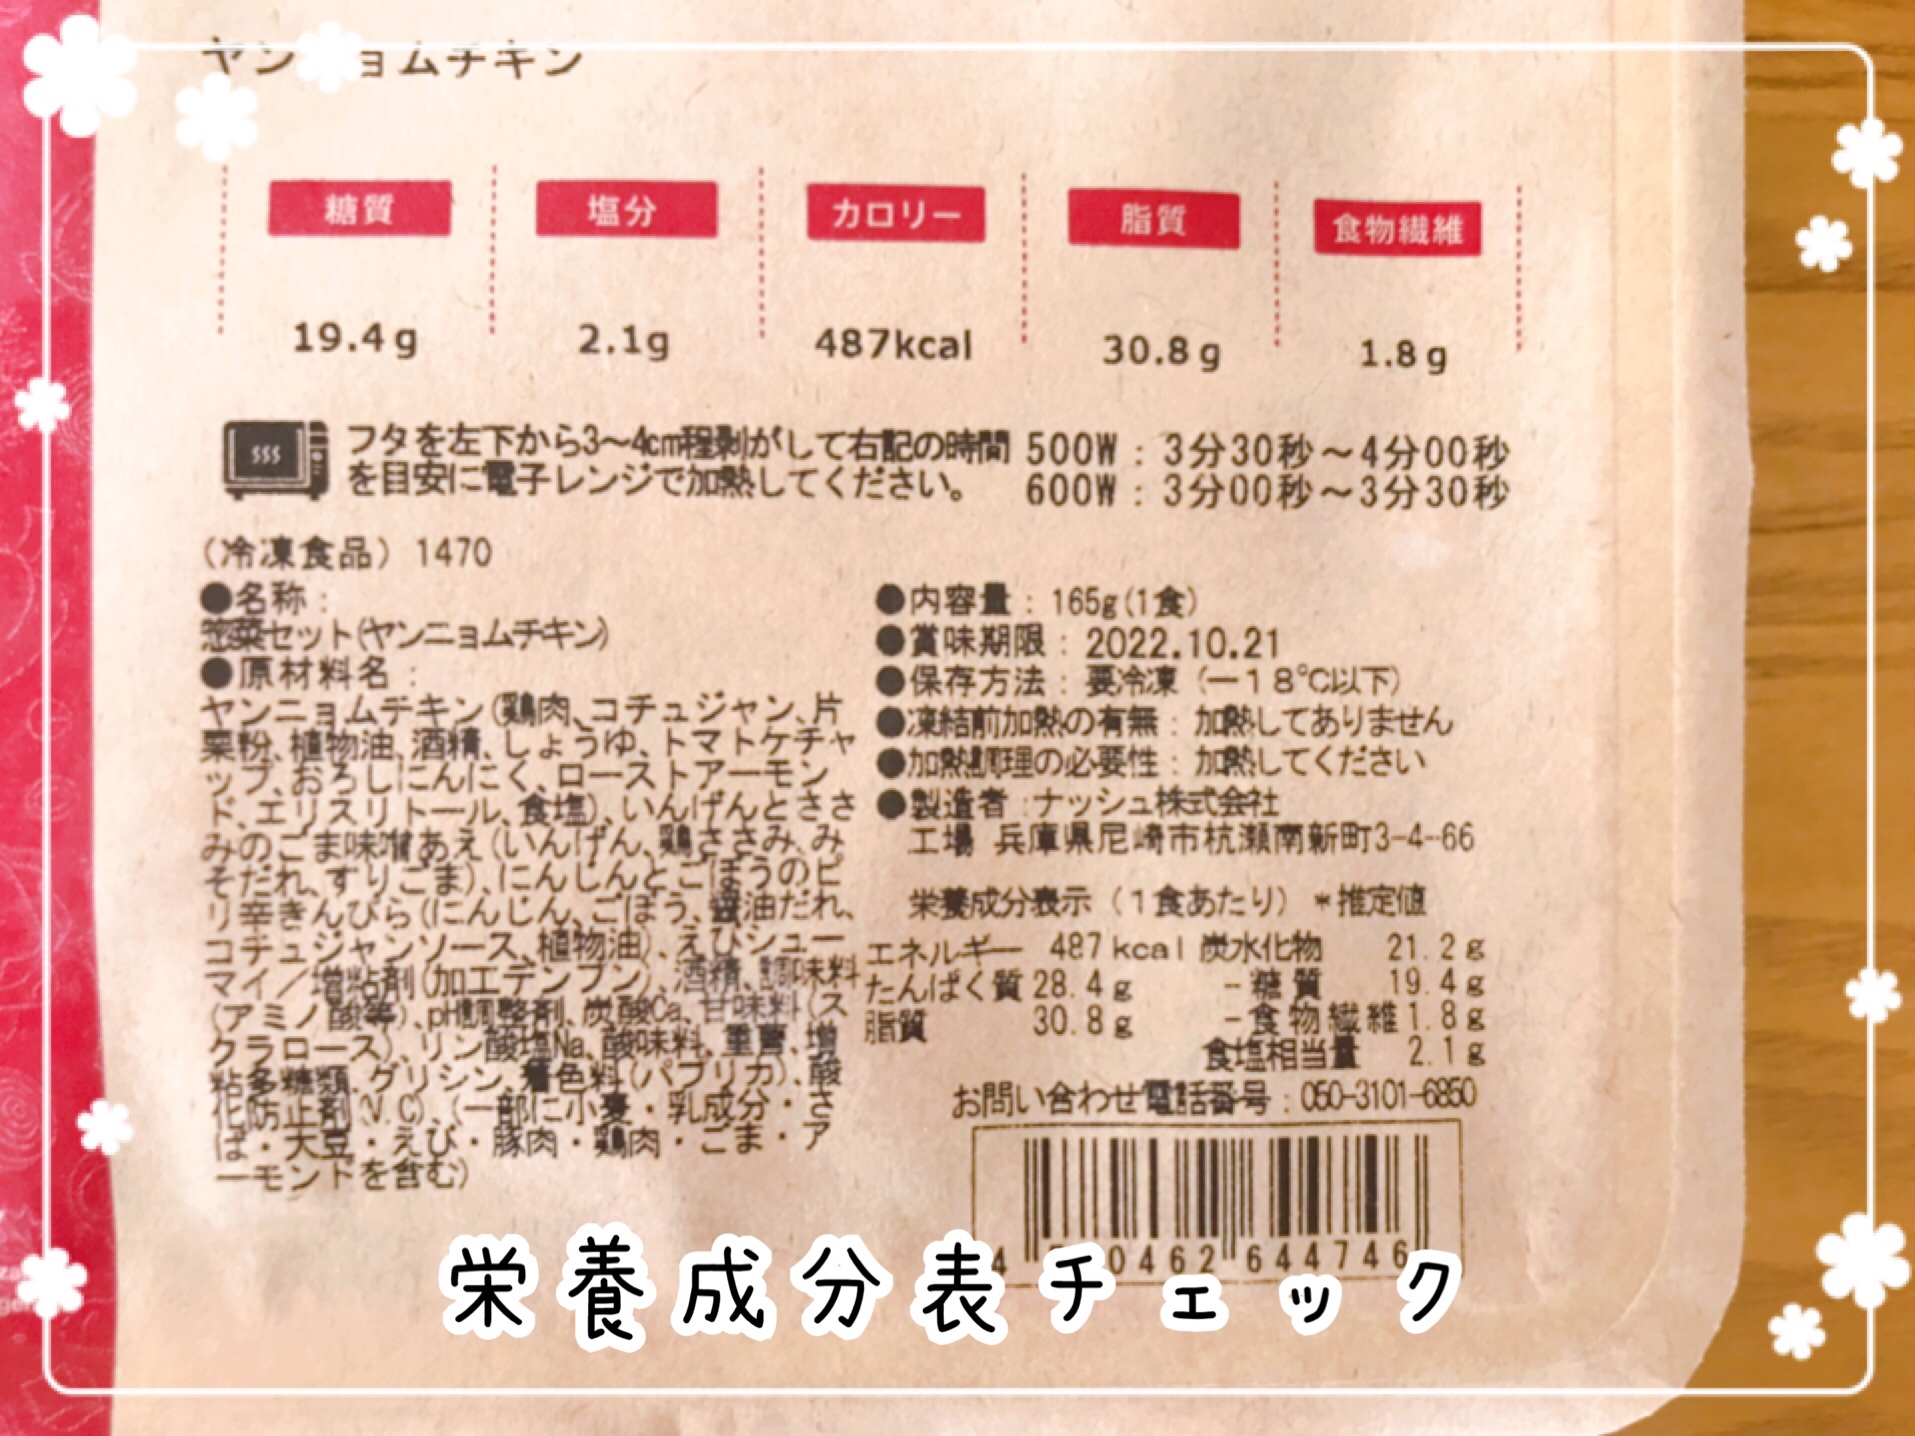 ヤンニョムチキン
糖質 塩分 カロリー 脂質 食物繊維
19.4g 2.1g 487kcal 30.8g 1.8g
フタを左下から3〜4cm程剥がして右記の時間
を目安に電子レンジで加熱してください。
500W：3分30秒〜4分00秒
600W：3分00秒〜3分30秒
（冷凍食品）1470
●名称：
惣菜セット(ヤンニョムチキン)
●原材料名：
ヤンニョムチキン(鶏肉、コチュジャン、片
栗粉、植物油、酒精、しょうゆ、トマトケチャ
ップ、おろしにんにく、ローストアーモン
ド、エリスリトール、食塩)、いんげんとささ
みのごま味噌あえ(いんげん、鶏ささみ、み
そだれ、すりごま)、にんじんとごぼうのピ
リ辛きんぴら(にんじん、ごぼう、醤油だれ、
コチュジャンソース、植物油)、えびシュー
マイ／増粘剤(加工デンプン)、酒精、調味料
(アミノ酸等)、pH調整剤、炭酸Ca、甘味料(ス
クラロース)、リン酸塩Na、酸味料、重曹、増
粘多糖類、グリシン、着色料(パプリカ)、酸
化防止剤(V.C)、(一部に小麦・乳成分・さ
ば・大豆・えび・豚肉・鶏肉・ごま・ア
ーモンドを含む)
●内容量：165g(1食)
●賞味期限：2022.10.21
●保存方法：要冷凍（−18℃以下）
●凍結前加熱の有無：加熱してありません
●加熱調理の必要性：加熱してください
●製造者：ナッシュ株式会社
工場 兵庫県尼崎市杭瀬南新町3-4-66
栄養成分表示（1食あたり）＊推定値
エネルギー 487 kcal 炭水化物 21.2g
たんぱく質 28.4g −糖質 19.4g
脂質 30.8g −食物繊維 1.8g
食塩相当量 2.1g
お問い合わせ電話番号：050-3101-6850
4 0462 644746
栄養成分表チェック